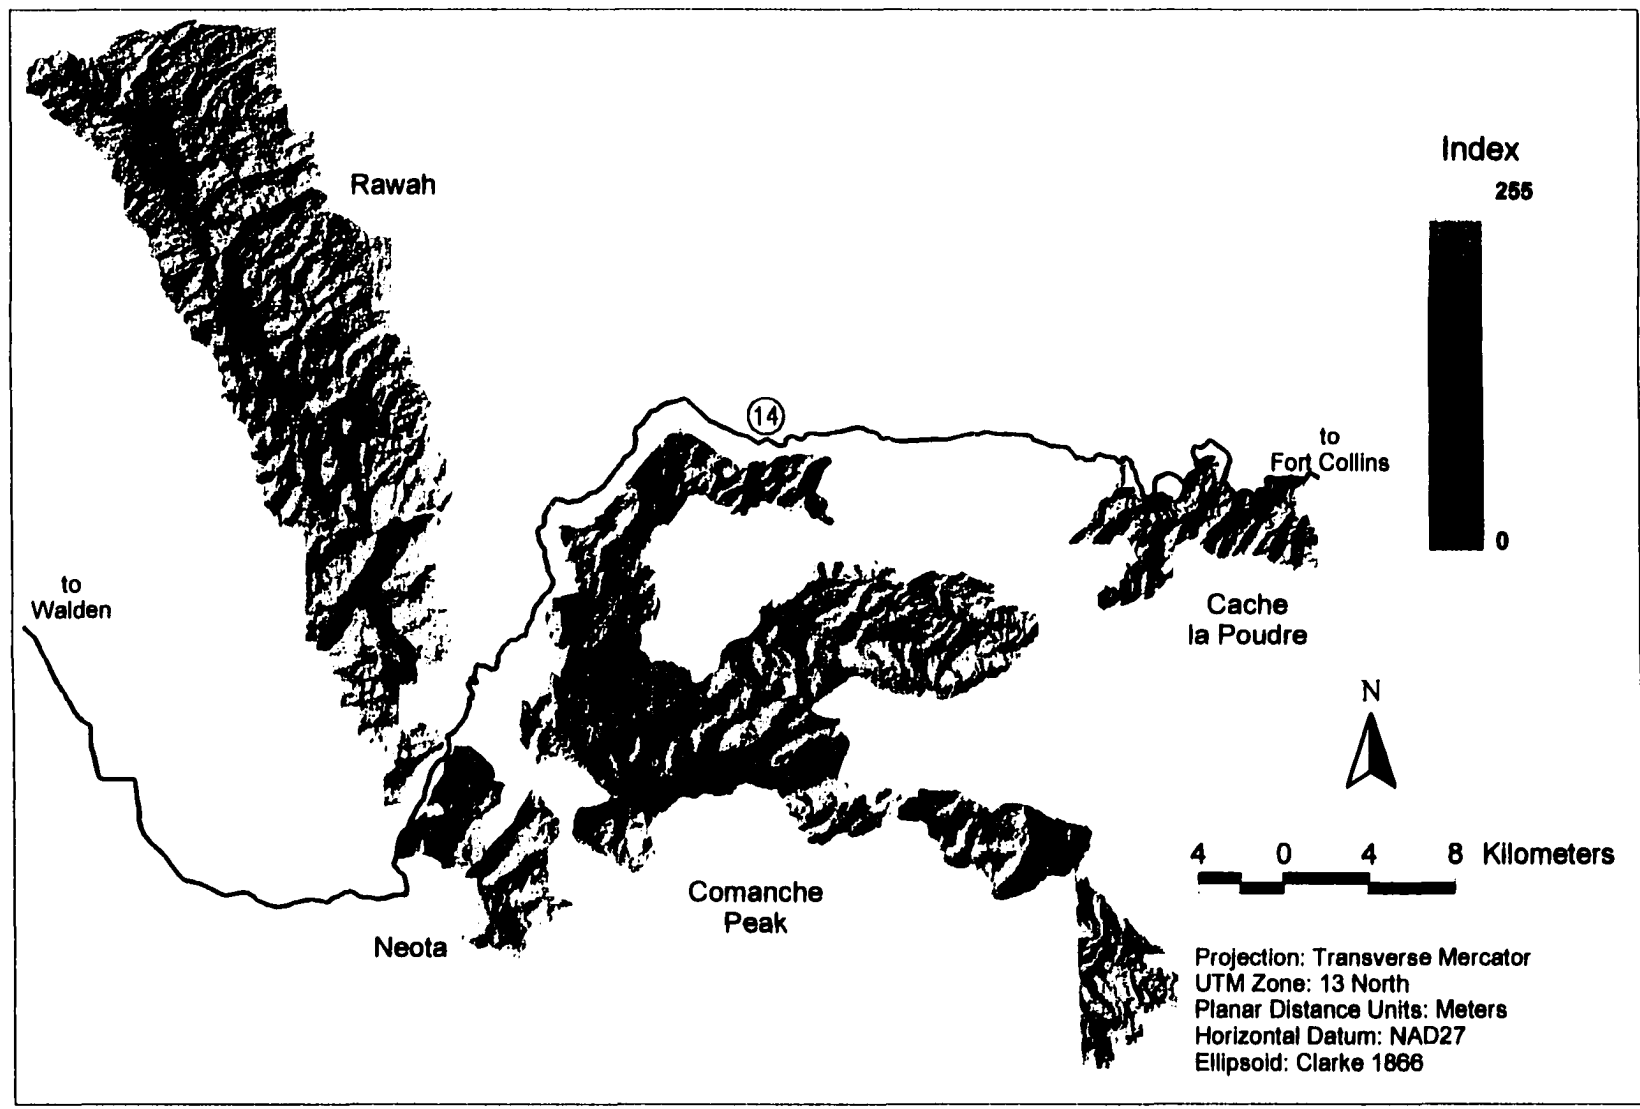 Index
255
Rawah
14
to
Fort Collins
0
to
Walden
Cache
la Poudre
N
4 0 4 8 Kilometers
Comanche
Peak
Neota
Projection: Transverse Mercator
UTM Zone: 13 North
Planar Distance Units: Meters
Horizontal Datum: NAD27
Ellipsoid: Clarke 1866